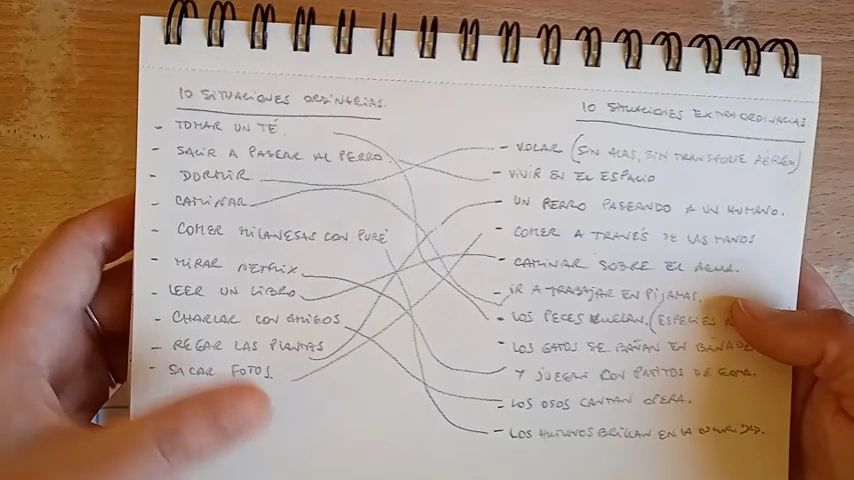 10 SITUACIONES ORDINARIAS.
- TOMAR UN TÉ.
- SALIR A PASEAR AL PERRO.
- DORMIR
- CAMINAR
- COMER MILANESAS CON PURÉ
- MIRAR NETFLIX
- LEER UN LIBRO
- CHARLAR CON AMIGOS
- REGAR LAS PLANTAS
- SACAR FOTOS.
10 SITUACIONES EXTRAORDINARIAS
- VOLAR (SIN ALAS, SIN TRANSPORTE AÉREO)
- VIVIR EN EL ESPACIO
- UN PERRO PASEANDO A UN HUMANO.
- COMER A TRAVÉS DE LAS MANOS
- CAMINAR SOBRE EL AGUA.
- IR A TRABAJAR EN PIJAMAS.
- LOS PECES VUELAN. (ESPECIES
- LOS GATOS SE BAÑAN EN
Y JUEGAN CON PATITOS DE GOMA.
- LOS OSOS CANTAN OPERA.
- LOS HUMANOS BRILLAN EN LA OSCURIDAD.